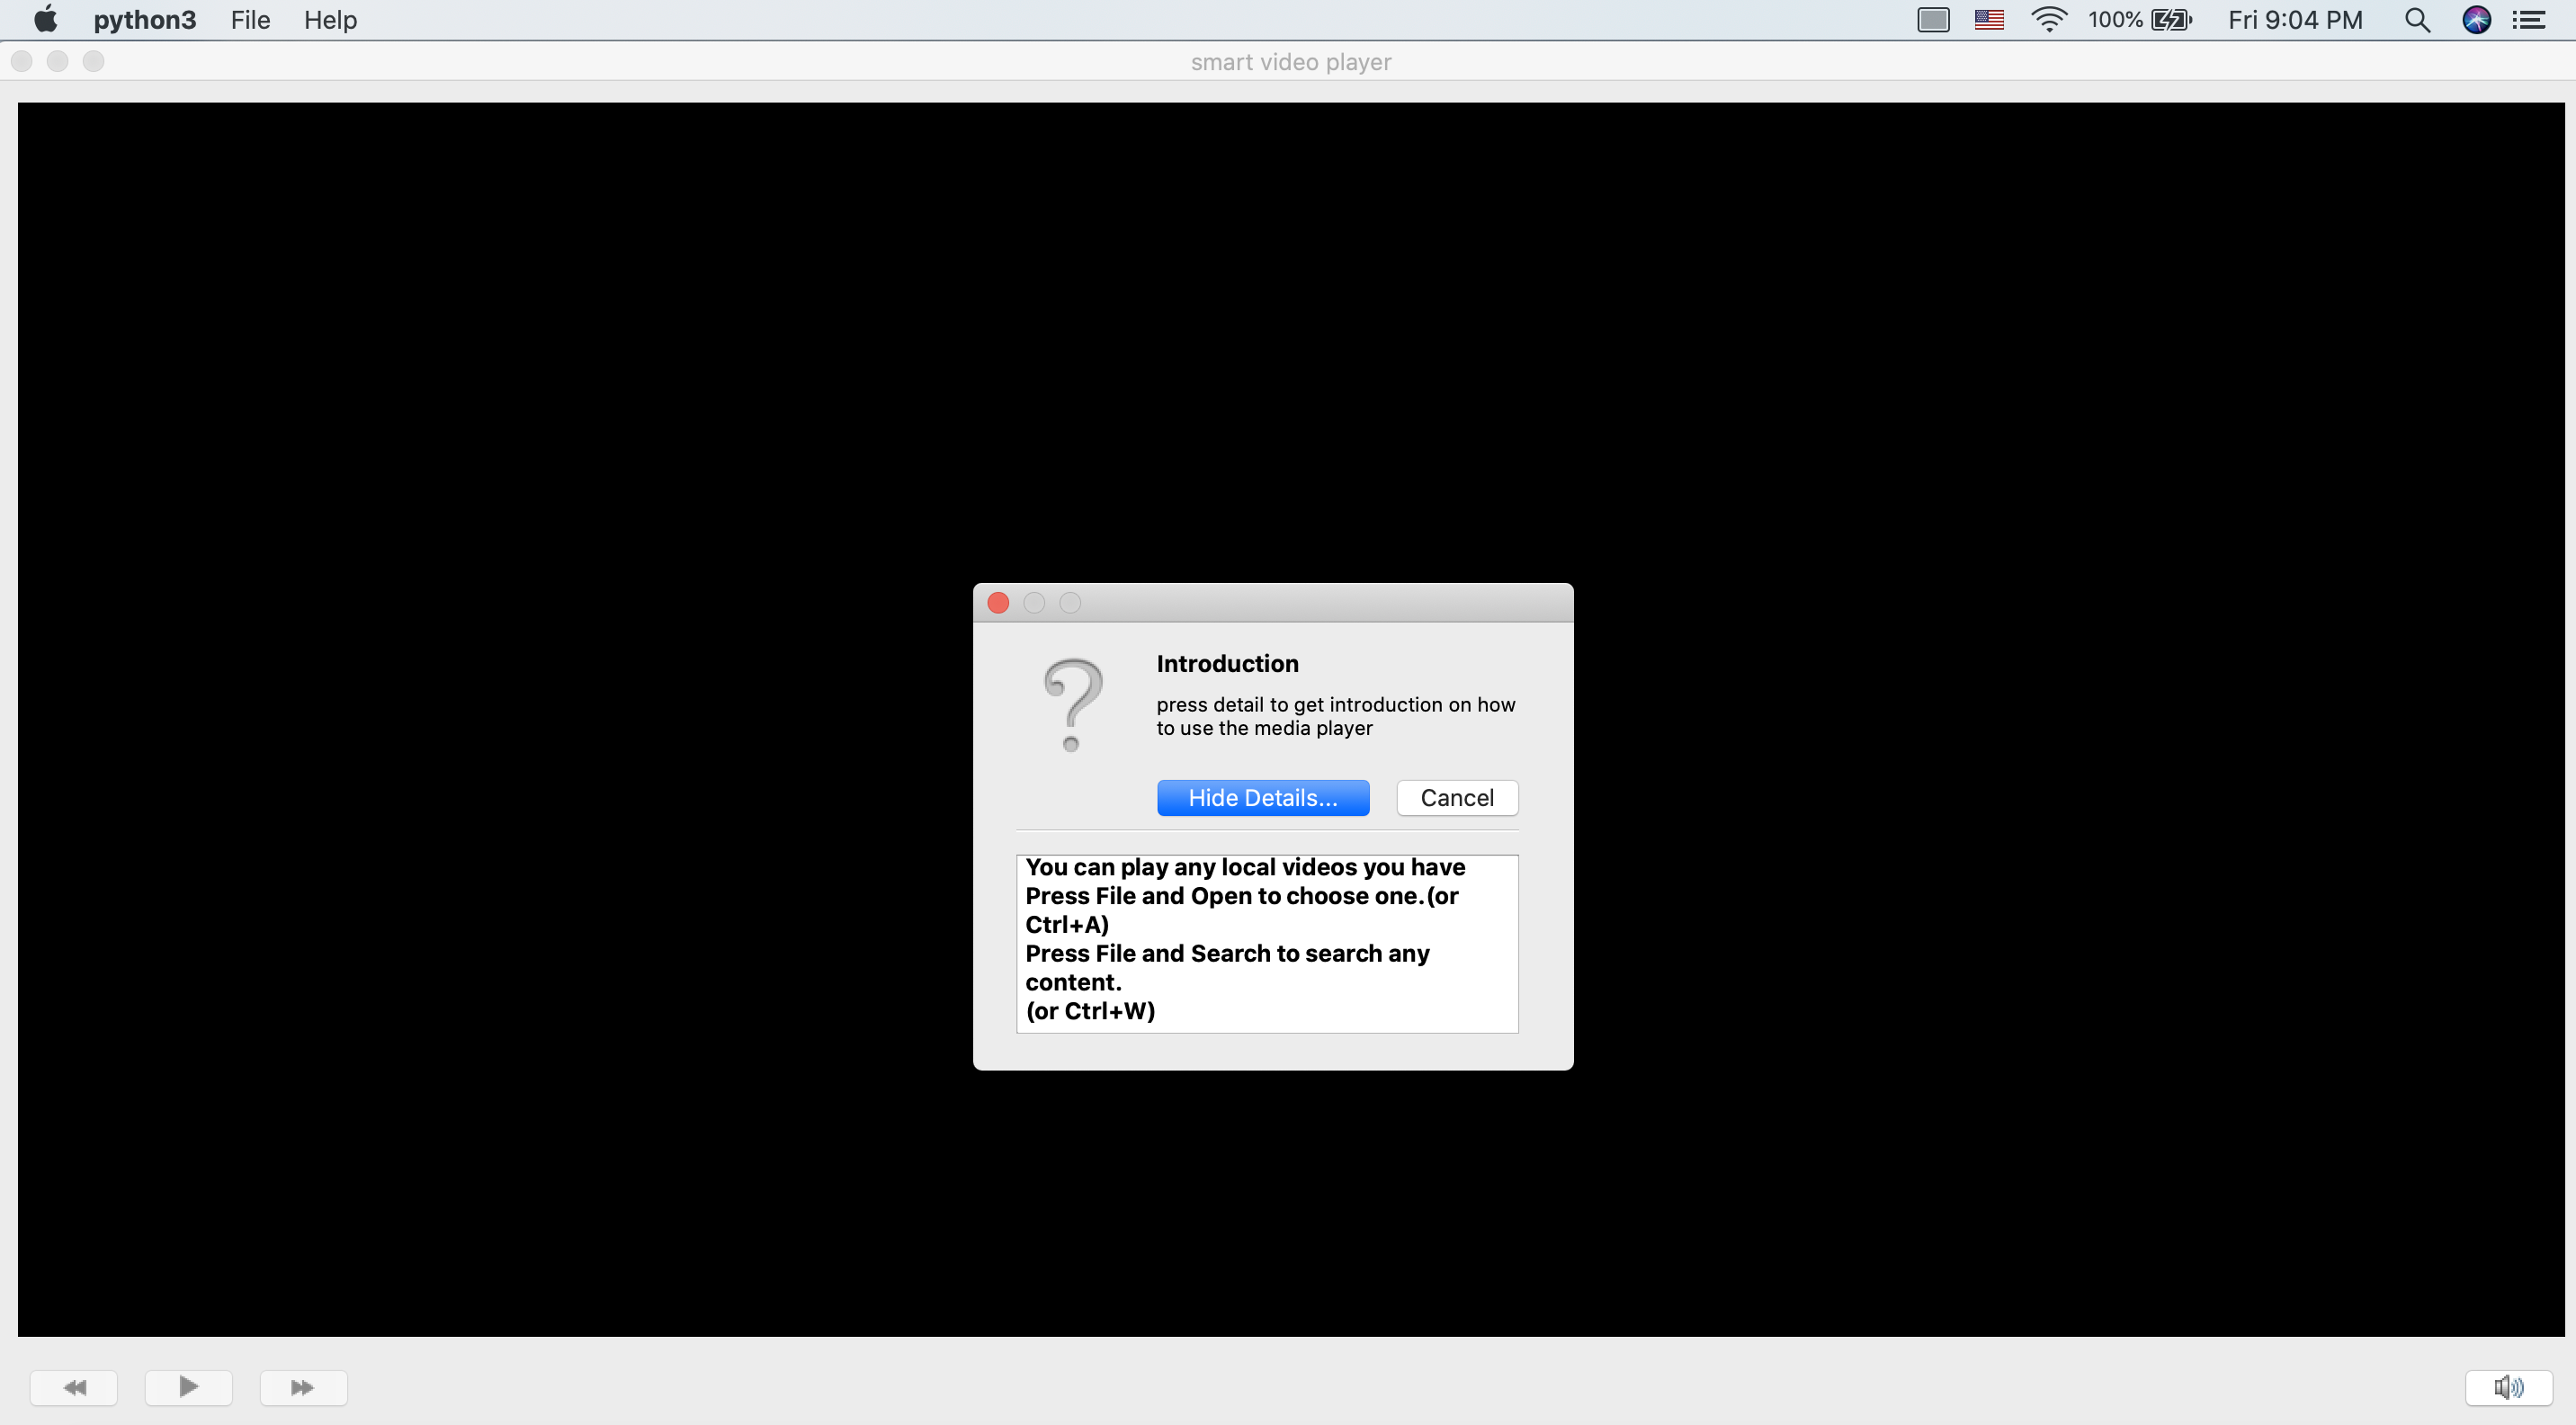 python3 File Help 100% Fri 9:04 PM
smart video player
Introduction
press detail to get introduction on how
to use the media player
Hide Details... Cancel
You can play any local videos you have
Press File and Open to choose one.(or
Ctrl+A)
Press File and Search to search any
content.
(or Ctrl+W)